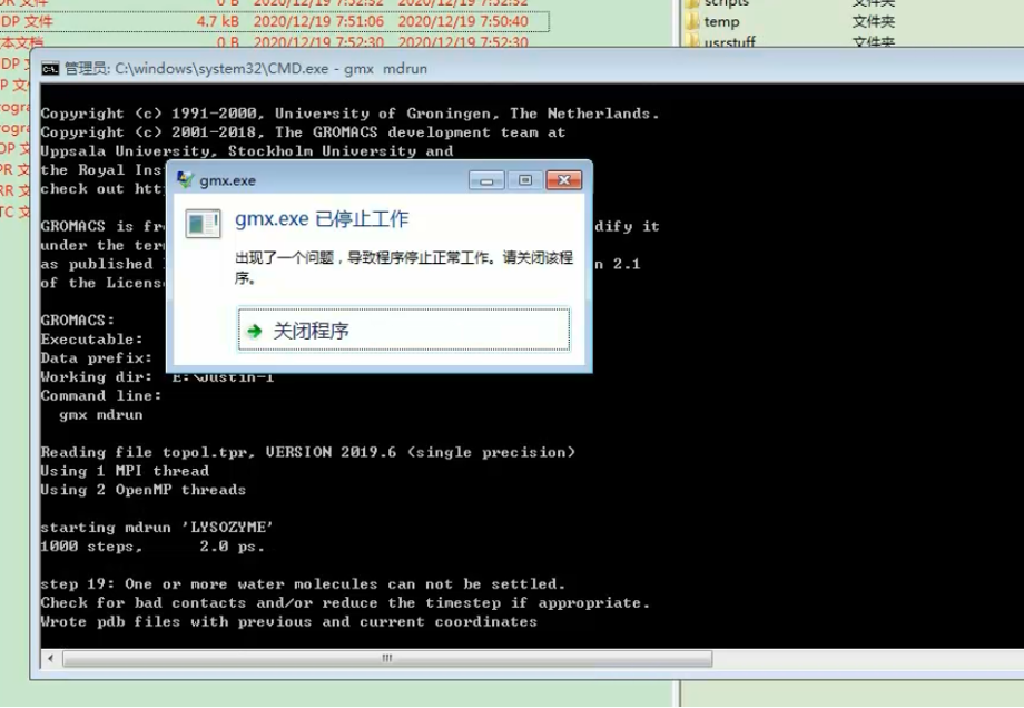 DR 文件 0 B 2020/12/19 7:52:32 2020/12/19 7:52:32 scripts 文件夹
DP 文件 4.7 kB 2020/12/19 7:51:06 2020/12/19 7:50:40 temp 文件夹
本文档 0 B 2020/12/19 7:52:30 2020/12/19 7:52:30 usrstuff 文件夹
管理员: C:\windows\system32\CMD.exe - gmx mdrun
Copyright (c) 1991-2000, University of Groningen, The Netherlands.
Copyright (c) 2001-2018, The GROMACS development team at
Uppsala University, Stockholm University and
the Royal Ins
check out htt
gmx.exe
gmx.exe 已停止工作
出现了一个问题，导致程序停止正常工作。请关闭该程
序。
关闭程序
GROMACS is fr dify it
under the ter
as published n 2.1
of the Licens
GROMACS:
Executable:
Data prefix:
Working dir: E:\Justin-1
Command line:
gmx mdrun
Reading file topol.tpr, VERSION 2019.6 (single precision)
Using 1 MPI thread
Using 2 OpenMP threads
starting mdrun 'LYSOZYME'
1000 steps, 2.0 ps.
step 19: One or more water molecules can not be settled.
Check for bad contacts and/or reduce the timestep if appropriate.
Wrote pdb files with previous and current coordinates